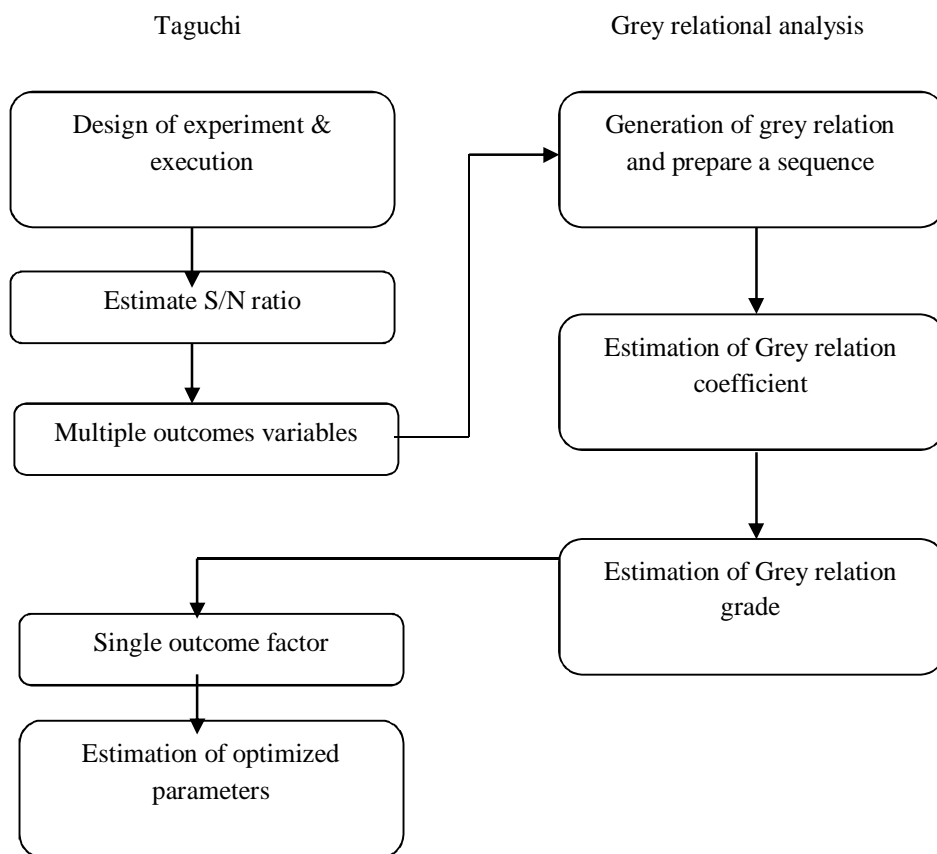 Taguchi
Grey relational analysis
Design of experiment &
execution
Estimate S/N ratio
Multiple outcomes variables
Generation of grey relation
and prepare a sequence
Estimation of Grey relation
coefficient
Estimation of Grey relation
grade
Single outcome factor
Estimation of optimized
parameters